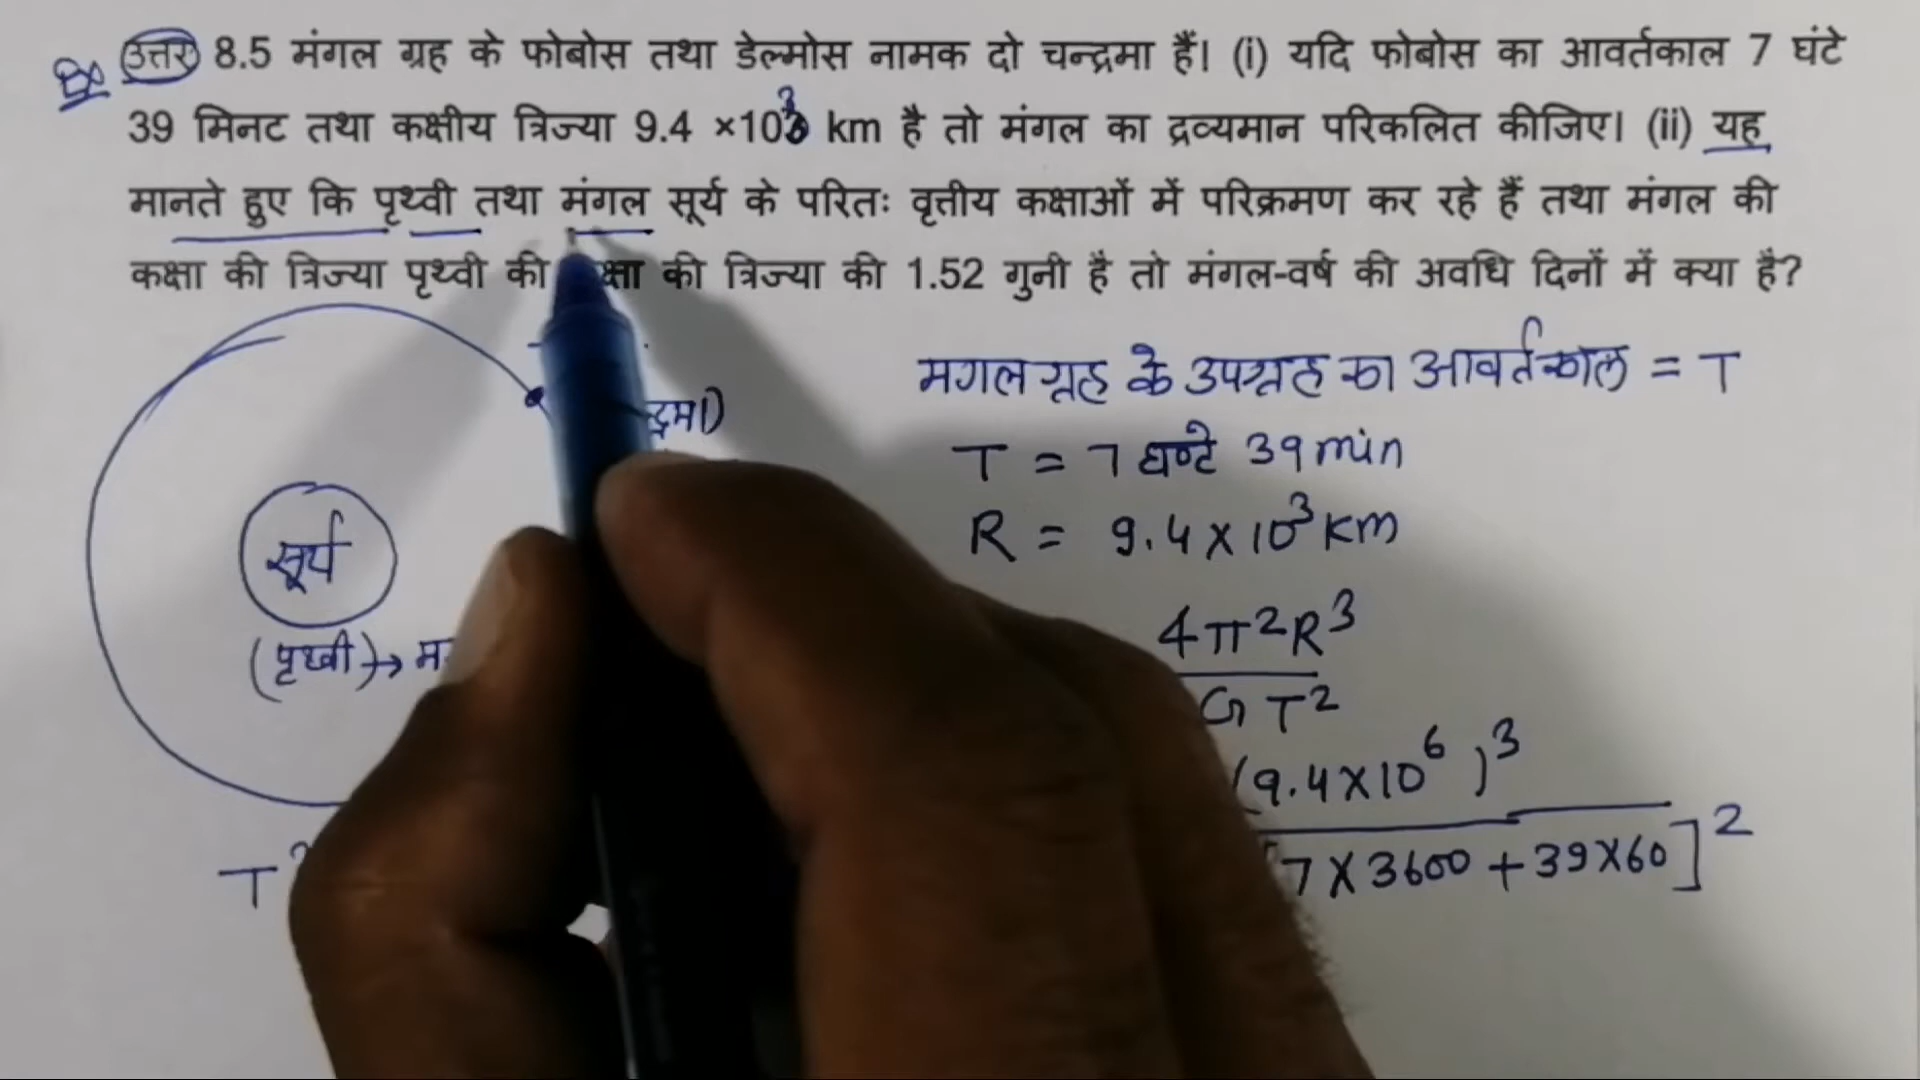 उत्तर 8.5 मंगल ग्रह के फोबोस तथा डेल्मोस नामक दो चन्द्रमा हैं। (i) यदि फोबोस का आवर्तकाल 7 घंटे
39 मिनट तथा कक्षीय त्रिज्या 9.4 ×10³ km है तो मंगल का द्रव्यमान परिकलित कीजिए। (ii) यह
मानते हुए कि पृथ्वी तथा मंगल सूर्य के परितः वृत्तीय कक्षाओं में परिक्रमण कर रहे हैं तथा मंगल की
कक्षा की त्रिज्या पृथ्वी की की त्रिज्या की 1.52 गुनी है तो मंगल-वर्ष की अवधि दिनों में क्या है?
मगल ग्रह के उपग्रह का आवर्तकाल = T
T = 7 घण्टे 39 min
R = 9.4 × 10³ km
सूर्य
(पृथ्वी) →
4π²R³
G T²
(9.4×10⁶)³
[7 × 3600 + 39×60]²
T